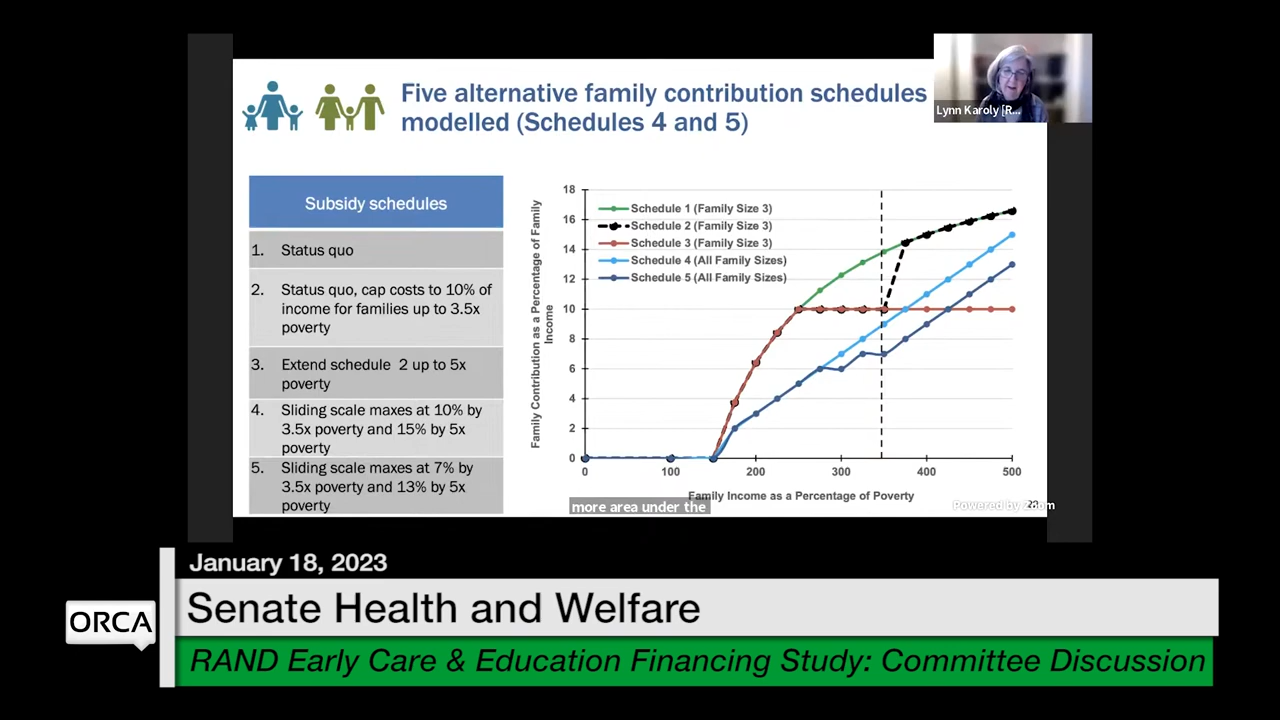 Five alternative family contribution schedules
modelled (Schedules 4 and 5)
Lynn Karoly [R...
Subsidy schedules
1. Status quo
2. Status quo, cap costs to 10% of
income for families up to 3.5x
poverty
3. Extend schedule 2 up to 5x
poverty
4. Sliding scale maxes at 10% by
3.5x poverty and 15% by 5x
poverty
5. Sliding scale maxes at 7% by
3.5x poverty and 13% by 5x
poverty
Family Contribution as a Percentage of Family
Income
18
16
14
12
10
8
6
4
2
0
Schedule 1 (Family Size 3)
Schedule 2 (Family Size 3)
Schedule 3 (Family Size 3)
Schedule 4 (All Family Sizes)
Schedule 5 (All Family Sizes)
0 100 200 300 400 500
Family Income as a Percentage of Poverty
more area under the
Powered by Zoom
January 18, 2023
Senate Health and Welfare
ORCA
RAND Early Care & Education Financing Study: Committee Discussion